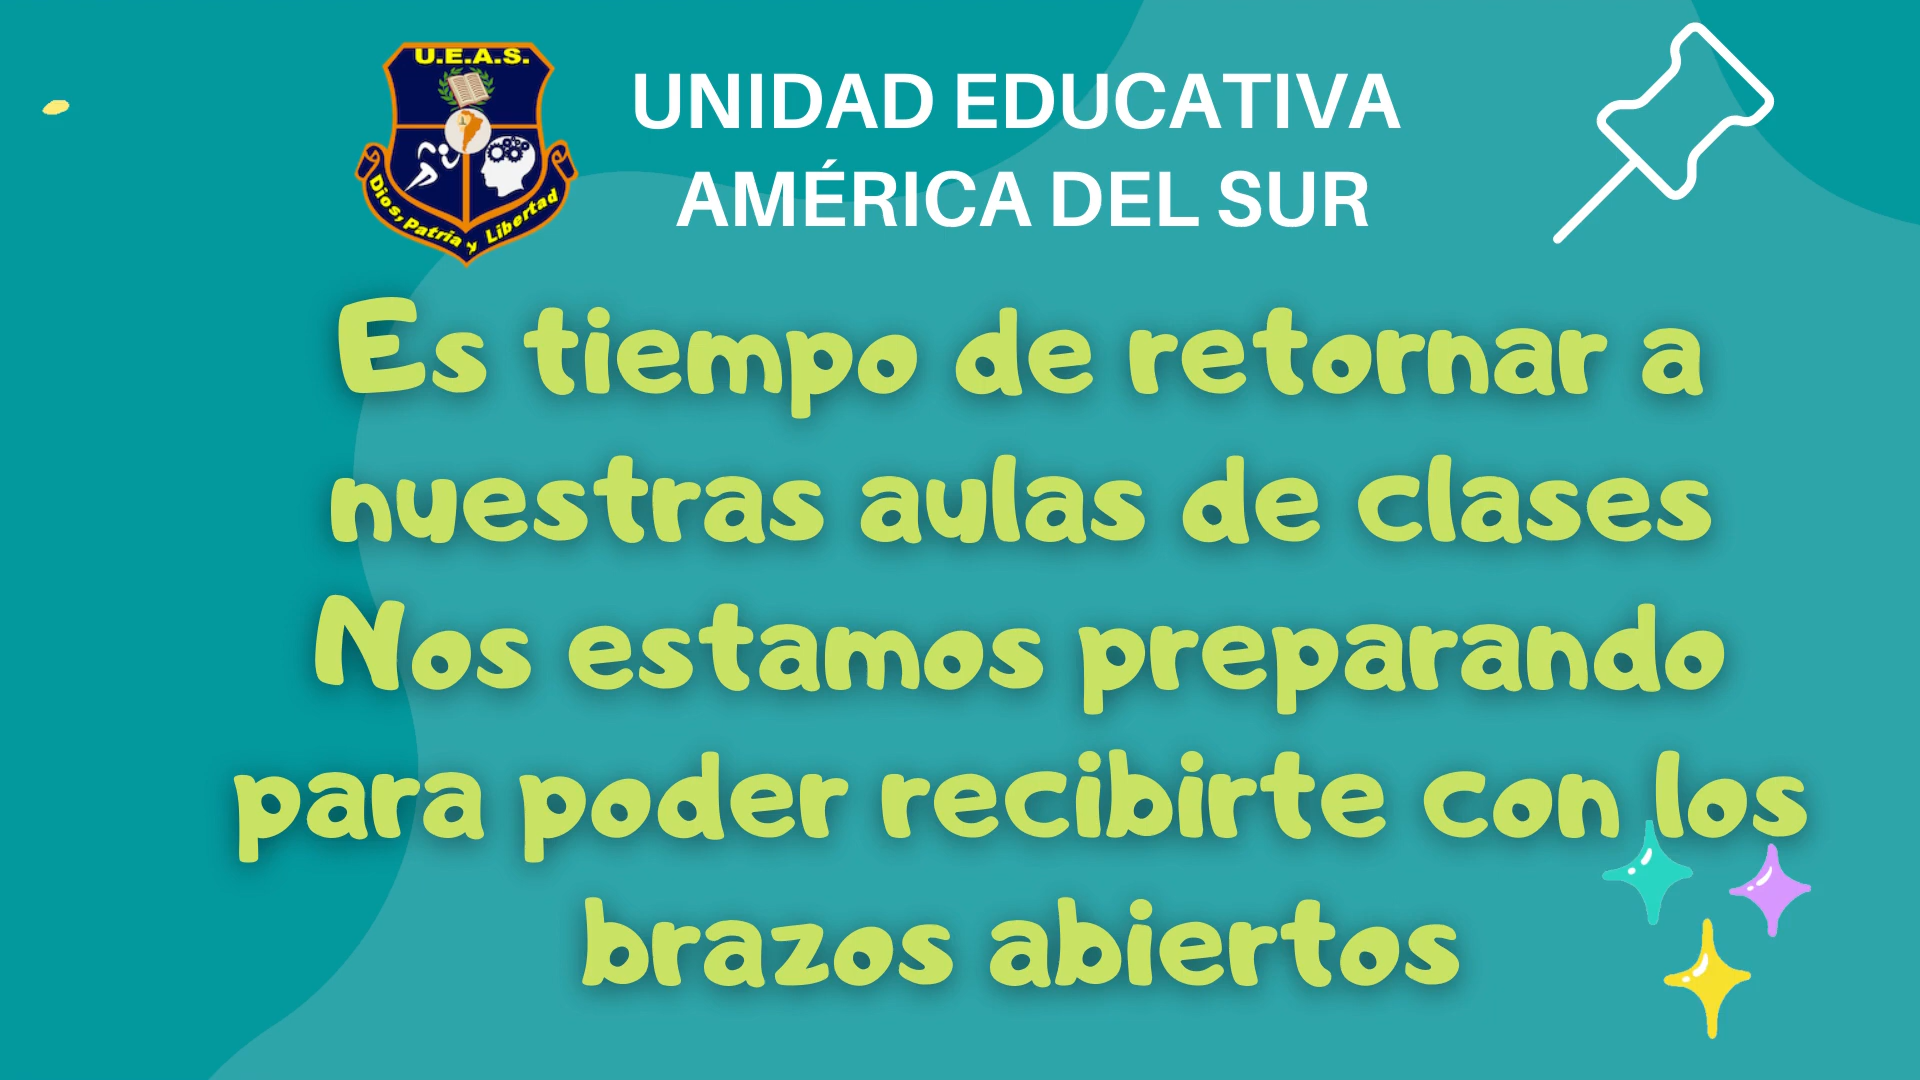 U.E.A.S.
Dios, Patria y Libertad
UNIDAD EDUCATIVA
AMÉRICA DEL SUR
Es tiempo de retornar a
nuestras aulas de clases
Nos estamos preparando
para poder recibirte con los
brazos abiertos